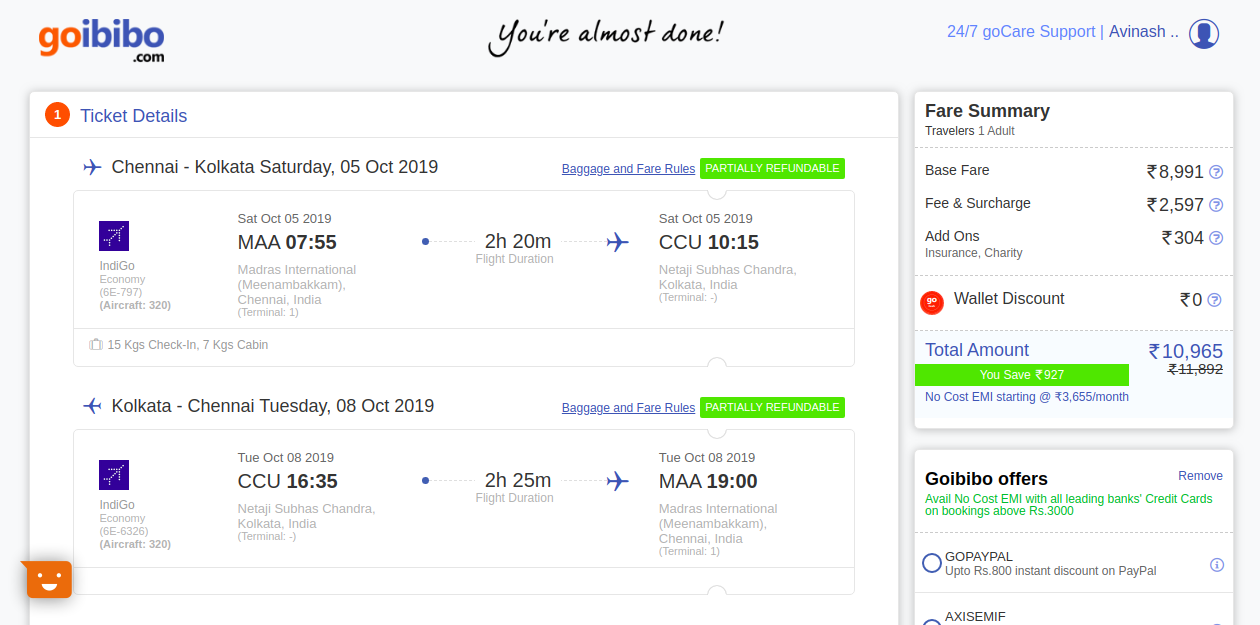 goibibo
.com
You're almost done!
24/7 goCare Support | Avinash ..
1 Ticket Details
Chennai - Kolkata Saturday, 05 Oct 2019
Baggage and Fare Rules PARTIALLY REFUNDABLE
IndiGo
Economy
(6E-797)
(Aircraft: 320)
Sat Oct 05 2019
MAA 07:55
Madras International
(Meenambakkam),
Chennai, India
(Terminal: 1)
2h 20m
Flight Duration
Sat Oct 05 2019
CCU 10:15
Netaji Subhas Chandra,
Kolkata, India
(Terminal: -)
15 Kgs Check-In, 7 Kgs Cabin
Kolkata - Chennai Tuesday, 08 Oct 2019
Baggage and Fare Rules PARTIALLY REFUNDABLE
IndiGo
Economy
(6E-6326)
(Aircraft: 320)
Tue Oct 08 2019
CCU 16:35
Netaji Subhas Chandra,
Kolkata, India
(Terminal: -)
2h 25m
Flight Duration
Tue Oct 08 2019
MAA 19:00
Madras International
(Meenambakkam),
Chennai, India
(Terminal: 1)
Fare Summary
Travelers 1 Adult
Base Fare ₹8,991 ?
Fee & Surcharge ₹2,597 ?
Add Ons ₹304 ?
Insurance, Charity
go Wallet Discount ₹0 ?
Total Amount ₹10,965
You Save ₹927 ₹11,892
No Cost EMI starting @ ₹3,655/month
Goibibo offers Remove
Avail No Cost EMI with all leading banks' Credit Cards
on bookings above Rs.3000
GOPAYPAL
Upto Rs.800 instant discount on PayPal
AXISEMIF